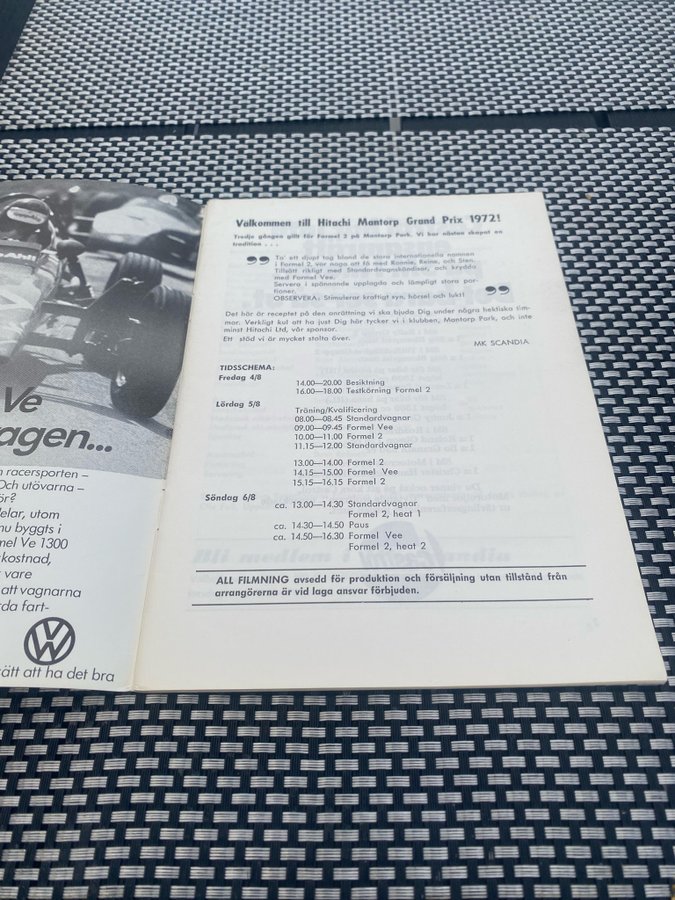 Ve
agen...
racersporten –
Och utövarna –
ör?
delar, utom
nu byggts i
mel Ve 1300
kostnad,
vare
att vagnarna
da fart-
sätt att ha det bra
Välkommen till Hitachi Mantorp Grand Prix 1972!
Tredje gången gillt för Formel 2 på Mantorp Park. Vi har nästan skapat en
tradition . . .
Ta' ett djupt tag bland de stora internationella namnen
i Formel 2, var noga att få med Ronnie, Reine, och Sten.
Tillsätt rikligt med Standardvagnskändisar, och krydda
med Formel Vee.
Servera i spännande upplagda och lämpligt stora por-
tioner.
OBSERVERA: Stimulerar kraftigt syn, hörsel och lukt!
Det här är receptet på den anrättning vi ska bjuda Dig under några hektiska tim-
mar. Verkligt kul att ha just Dig här tycker vi i klubben, Mantorp Park, och inte
minst Hitachi Ltd, vår sponsor.
Ett stöd vi är mycket stolta över.
MK SCANDIA
TIDSSCHEMA:
Fredag 4/8
14.00—20.00 Besiktning
16.00—18.00 Testkörning Formel 2
Lördag 5/8
Träning/Kvalificering
08.00—08.45 Standardvagnar
09.00—09.45 Formel Vee
10.00—11.00 Formel 2
11.15—12.00 Standardvagnar
13.00—14.00 Formel 2
14.15—15.00 Formel Vee
15.15—16.15 Formel 2
Söndag 6/8
ca. 13.00—14.30 Standardvagnar
Formel 2, heat 1
ca. 14.30—14.50 Paus
ca. 14.50—16.30 Formel Vee
Formel 2, heat 2
ALL FILMNING avsedd för produktion och försäljning utan tillstånd från
arrangörerna är vid laga ansvar förbjuden.